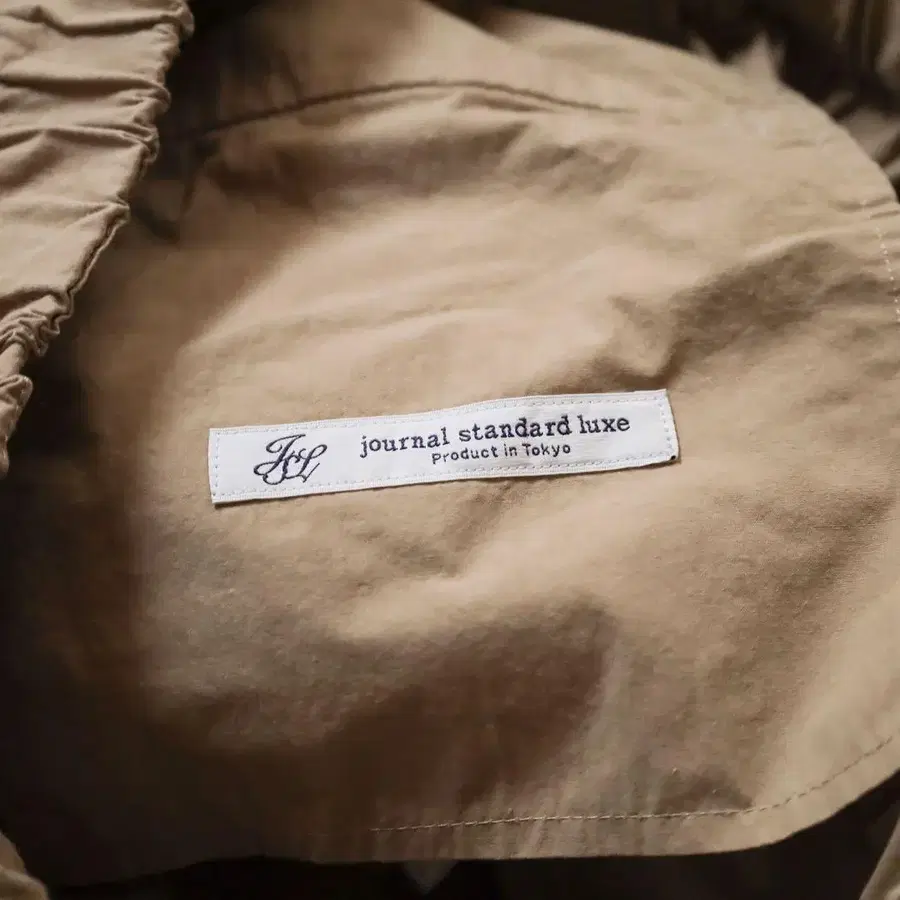 JSL
journal standard luxe
Product in Tokyo